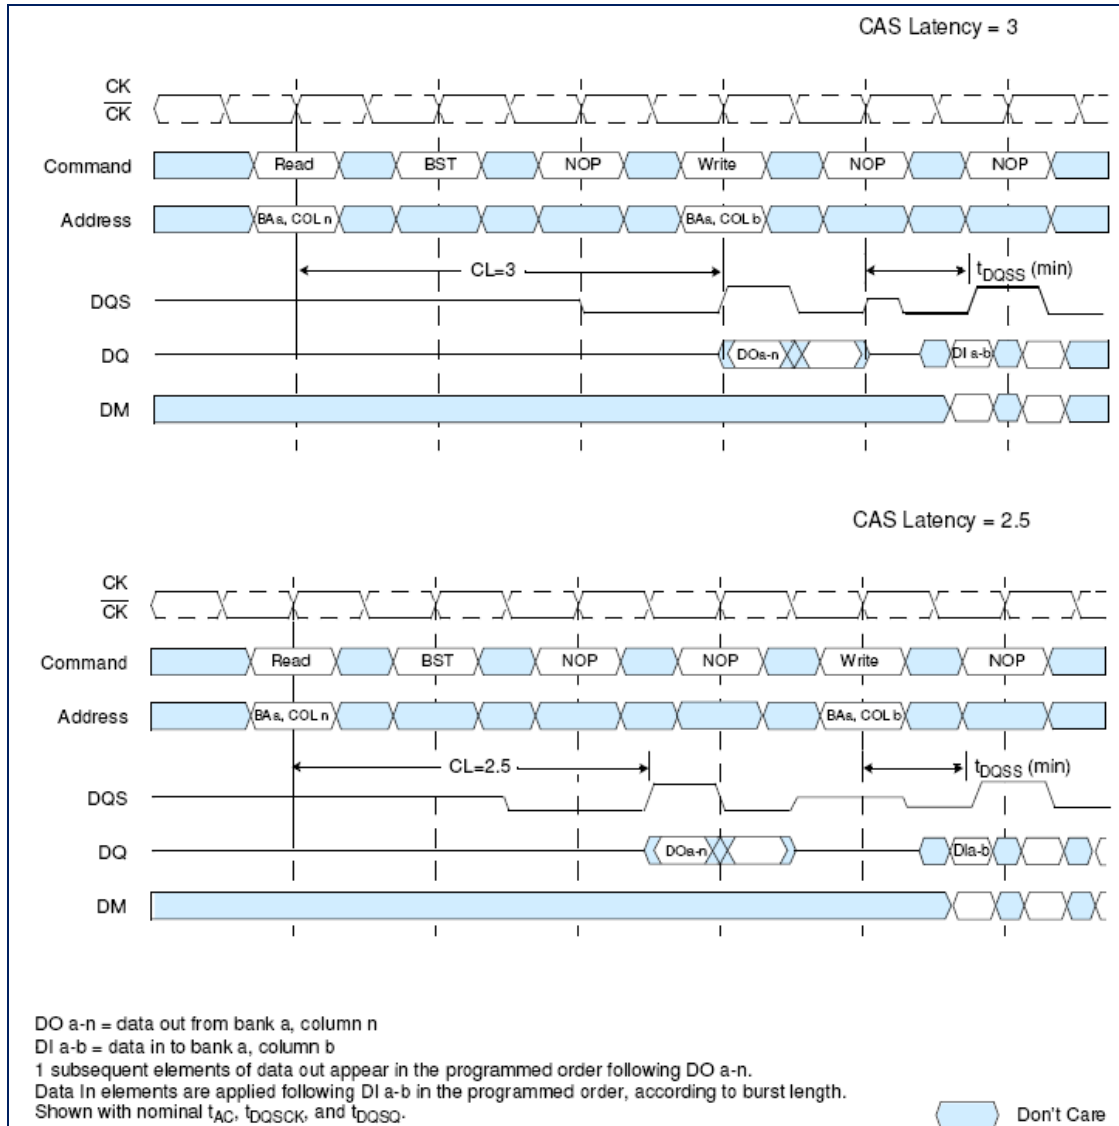 CAS Latency = 3
CK
CK
Command Read BST NOP Write NOP NOP
Address BAa, COL n BAa, COL b
CL=3 tDQSS (min)
DQS
DQ DOa-n DI a-b
DM
CAS Latency = 2.5
CK
CK
Command Read BST NOP NOP Write NOP
Address BAa, COL n BAa, COL b
CL=2.5 tDQSS (min)
DQS
DQ DOa-n DIa-b
DM
DO a-n = data out from bank a, column n
DI a-b = data in to bank a, column b
1 subsequent elements of data out appear in the programmed order following DO a-n.
Data In elements are applied following DI a-b in the programmed order, according to burst length.
Shown with nominal tAC, tDQSCK, and tDQSQ.
Don't Care